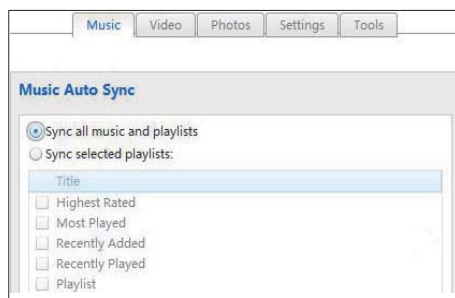 Music Video Photos Settings Tools
Music Auto Sync
Sync all music and playlists
Sync selected playlists:
Title
Highest Rated
Most Played
Recently Added
Recently Played
Playlist